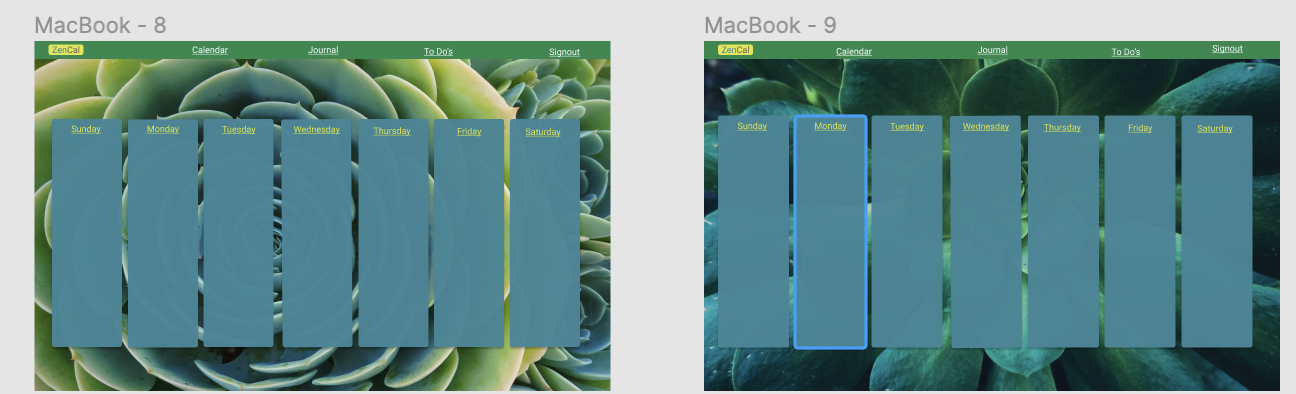 MacBook - 8
ZenCal
Calendar
Journal
To Do's
Signout
Sunday
Monday
Tuesday
Wednesday
Thursday
Friday
Saturday
MacBook - 9
ZenCal
Calendar
Journal
To Do's
Signout
Sunday
Monday
Tuesday
Wednesday
Thursday
Friday
Saturday